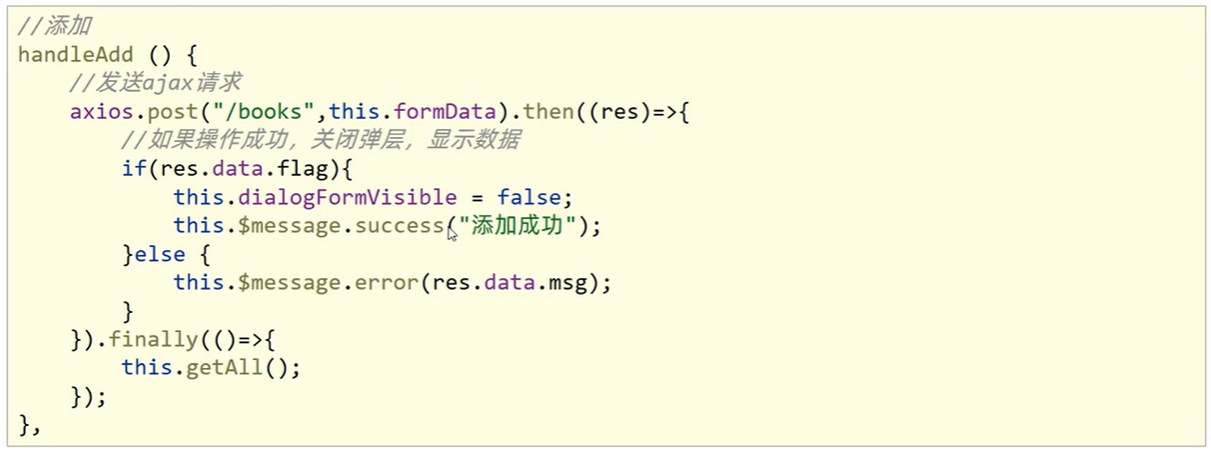 //添加
handleAdd () {
    //发送ajax请求
    axios.post("/books",this.formData).then((res)=>{
        //如果操作成功，关闭弹层，显示数据
        if(res.data.flag){
            this.dialogFormVisible = false;
            this.$message.success("添加成功");
        }else {
            this.$message.error(res.data.msg);
        }
    }).finally(()=>{
        this.getAll();
    });
},